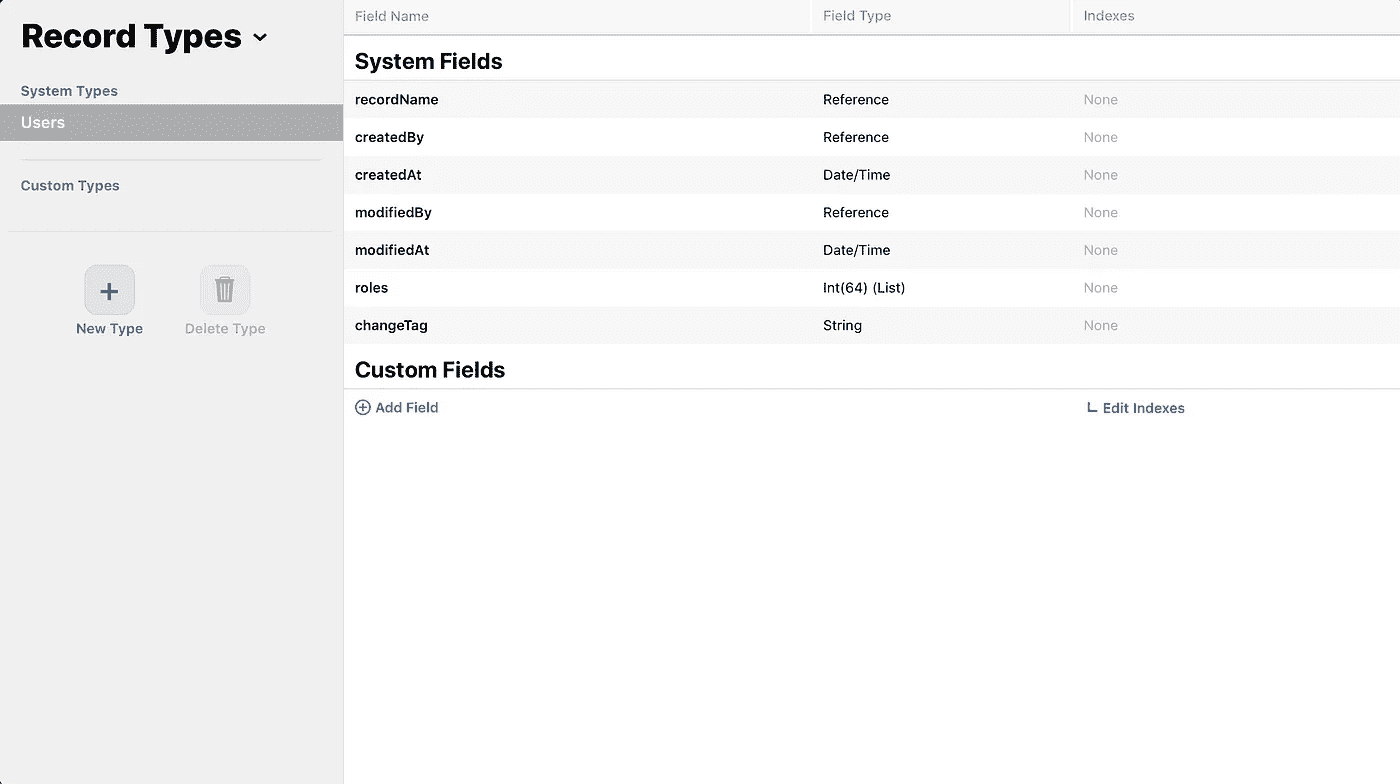 Record Types
System Types
Users
Custom Types
New Type
Delete Type
Field Name Field Type Indexes
System Fields
recordName Reference None
createdBy Reference None
createdAt Date/Time None
modifiedBy Reference None
modifiedAt Date/Time None
roles Int(64) (List) None
changeTag String None
Custom Fields
Add Field Edit Indexes